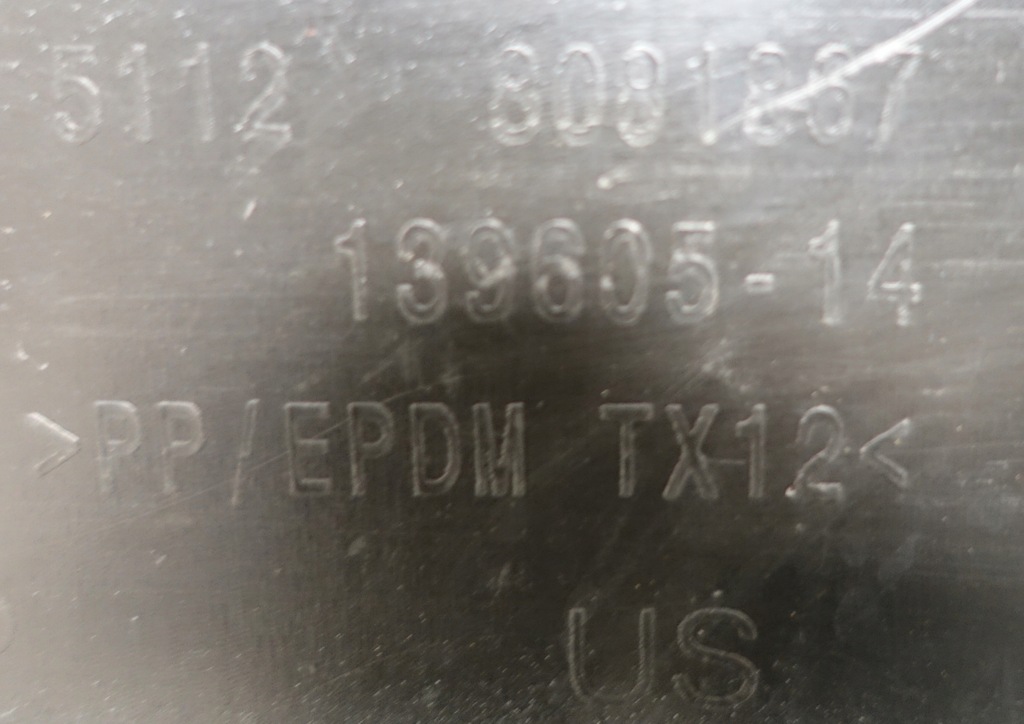 5112 8081867
139605-14
>PP/EPDM TX12<
US